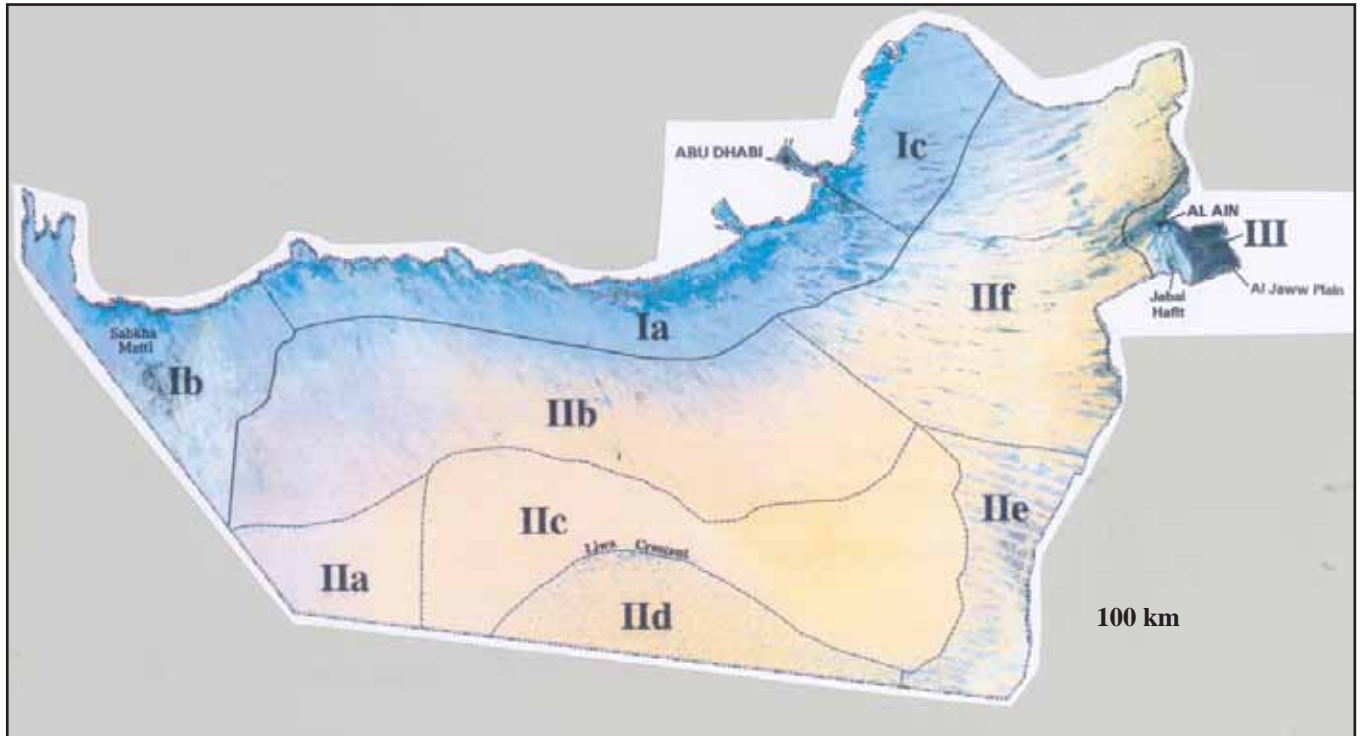 Ic
ABU DHABI
AL AIN
III
Al Jaww Plain
Jabal
Hafit
IIf
Ia
Sabkha
Matti
Ib
IIb
IIc
IIe
Liwa Crescent
IIa
IId
100 km